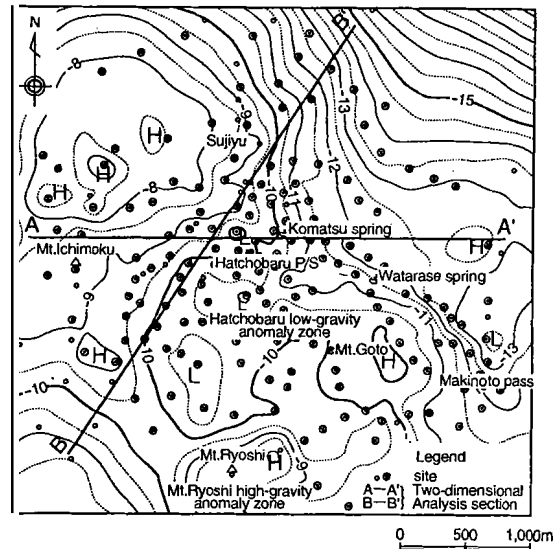 N
B'
-8
-9
-15
-13
Sujiyu
H
H
H
-8
-12
-10
-11
A
Komatsu spring
A'
H
Mt.Ichimoku
L
Hatchobaru P/S
Watarase spring
-9
L
Hatchobaru low-gravity
anomaly zone
-11
H
-10
-10
Mt.Goto
H
L
L
-13
Makinoto pass
-10
B
Mt.Ryoshi
H
-9
Mt.Ryoshi high-gravity
anomaly zone
Legend
site
A—A' } Two-dimensional
B—B' } Analysis section
0 500 1,000m